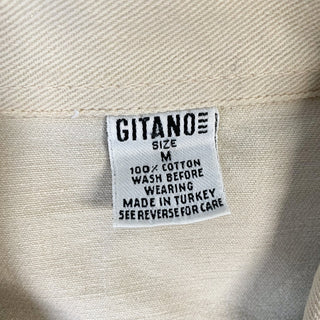 GITANO
SIZE
M
100% COTTON
WASH BEFORE
WEARING
MADE IN TURKEY
SEE REVERSE FOR CARE